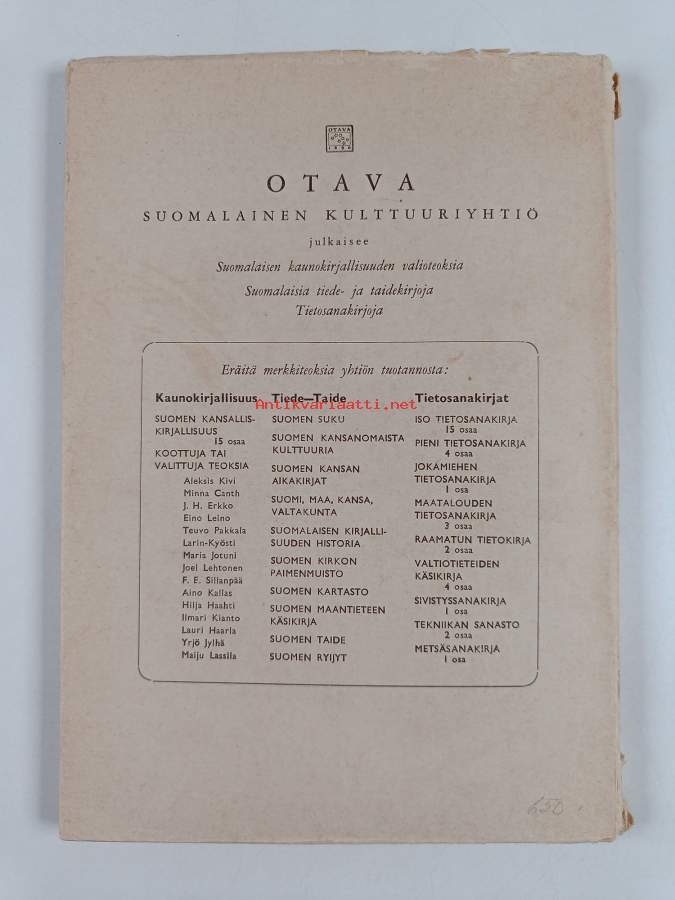 OTAVA
1890
OTAVA
SUOMALAINEN KULTTUURIYHTIÖ
julkaisee
Suomalaisen kaunokirjallisuuden valioteoksia
Suomalaisia tiede- ja taidekirjoja
Tietosanakirjoja
Eräitä merkkiteoksia yhtiön tuotannosta:
Kaunokirjallisuus
SUOMEN KANSALLIS-
KIRJALLISUUS
15 osaa
KOOTTUJA TAI
VALITTUJA TEOKSIA
Aleksis Kivi
Minna Canth
J. H. Erkko
Eino Leino
Teuvo Pakkala
Larin-Kyösti
Maria Jotuni
Joel Lehtonen
F. E. Sillanpää
Aino Kallas
Hilja Haahti
Ilmari Kianto
Lauri Haarla
Yrjö Jylhä
Maiju Lassila
Tiede—Taide
SUOMEN SUKU
SUOMEN KANSANOMAISTA
KULTTUURIA
SUOMEN KANSAN
AIKAKIRJAT
SUOMI, MAA, KANSA,
VALTAKUNTA
SUOMALAISEN KIRJALLI-
SUUDEN HISTORIA
SUOMEN KIRKON
PAIMENMUISTO
SUOMEN KARTASTO
SUOMEN MAANTIETEEN
KÄSIKIRJA
SUOMEN TAIDE
SUOMEN RYIJYT
Tietosanakirjat
ISO TIETOSANAKIRJA
15 osaa
PIENI TIETOSANAKIRJA
4 osaa
JOKAMIEHEN
TIETOSANAKIRJA
1 osa
MAATALOUDEN
TIETOSANAKIRJA
3 osaa
RAAMATUN TIETOKIRJA
2 osaa
VALTIOTIETEIDEN
KÄSIKIRJA
4 osaa
SIVISTYSSANAKIRJA
1 osa
TEKNIIKAN SANASTO
2 osaa
METSÄSANAKIRJA
1 osa
Antikvariaatti.net